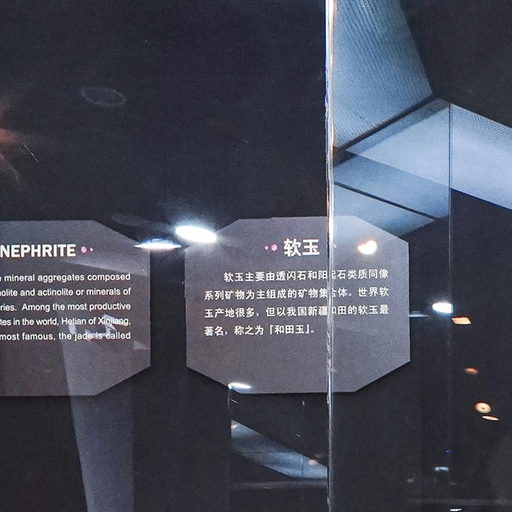 NEPHRITE
mineral aggregates composed
and actinolite or minerals of
Among the most productive
in the world, Hetian of Xinjiang,
most famous, the jade is called
软玉
软玉主要由透闪石和阳起石类质同像
系列矿物为主组成的矿物集合体。世界软
玉产地很多，但以我国新疆和田的软玉最
著名，称之为「和田玉」。